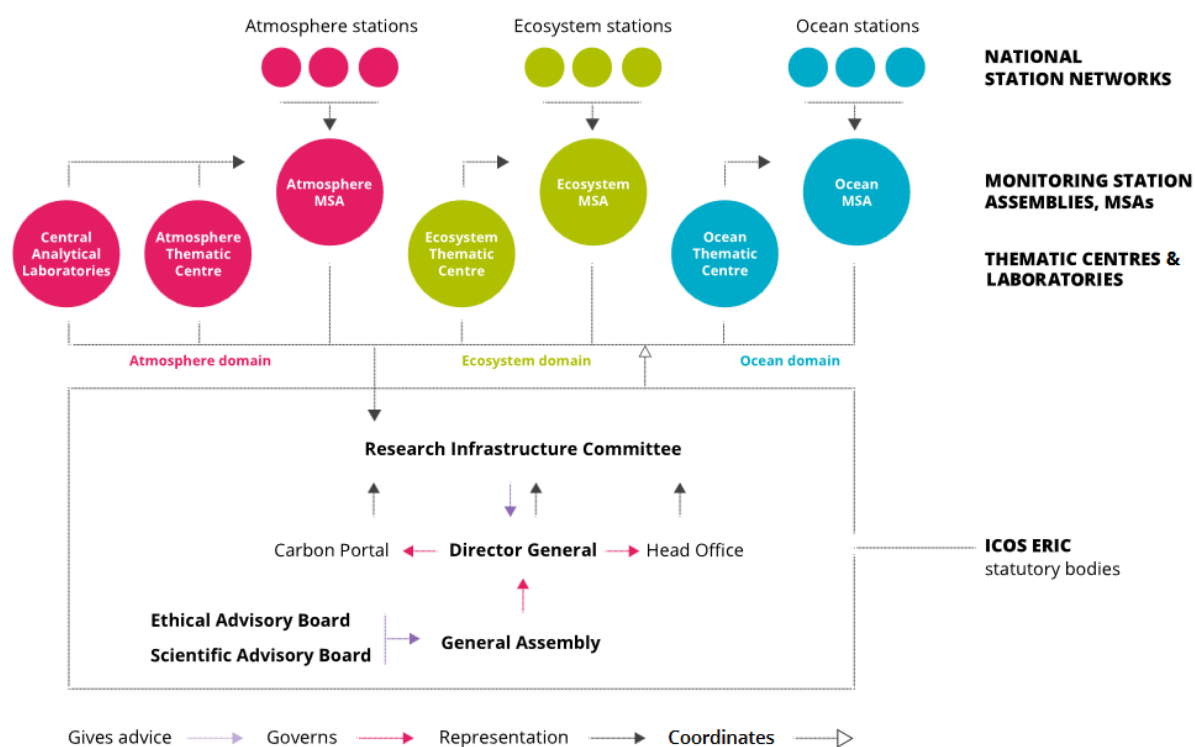 Atmosphere stations
Ecosystem stations
Ocean stations
NATIONAL
STATION NETWORKS
Atmosphere
MSA
Ecosystem
MSA
Ocean
MSA
MONITORING STATION
ASSEMBLIES, MSAs
Central
Analytical
Laboratories
Atmosphere
Thematic
Centre
Ecosystem
Thematic
Centre
Ocean
Thematic
Centre
THEMATIC CENTRES &
LABORATORIES
Atmosphere domain
Ecosystem domain
Ocean domain
Research Infrastructure Committee
Carbon Portal
Director General
Head Office
ICOS ERIC
statutory bodies
Ethical Advisory Board
Scientific Advisory Board
General Assembly
Gives advice
Governs
Representation
Coordinates